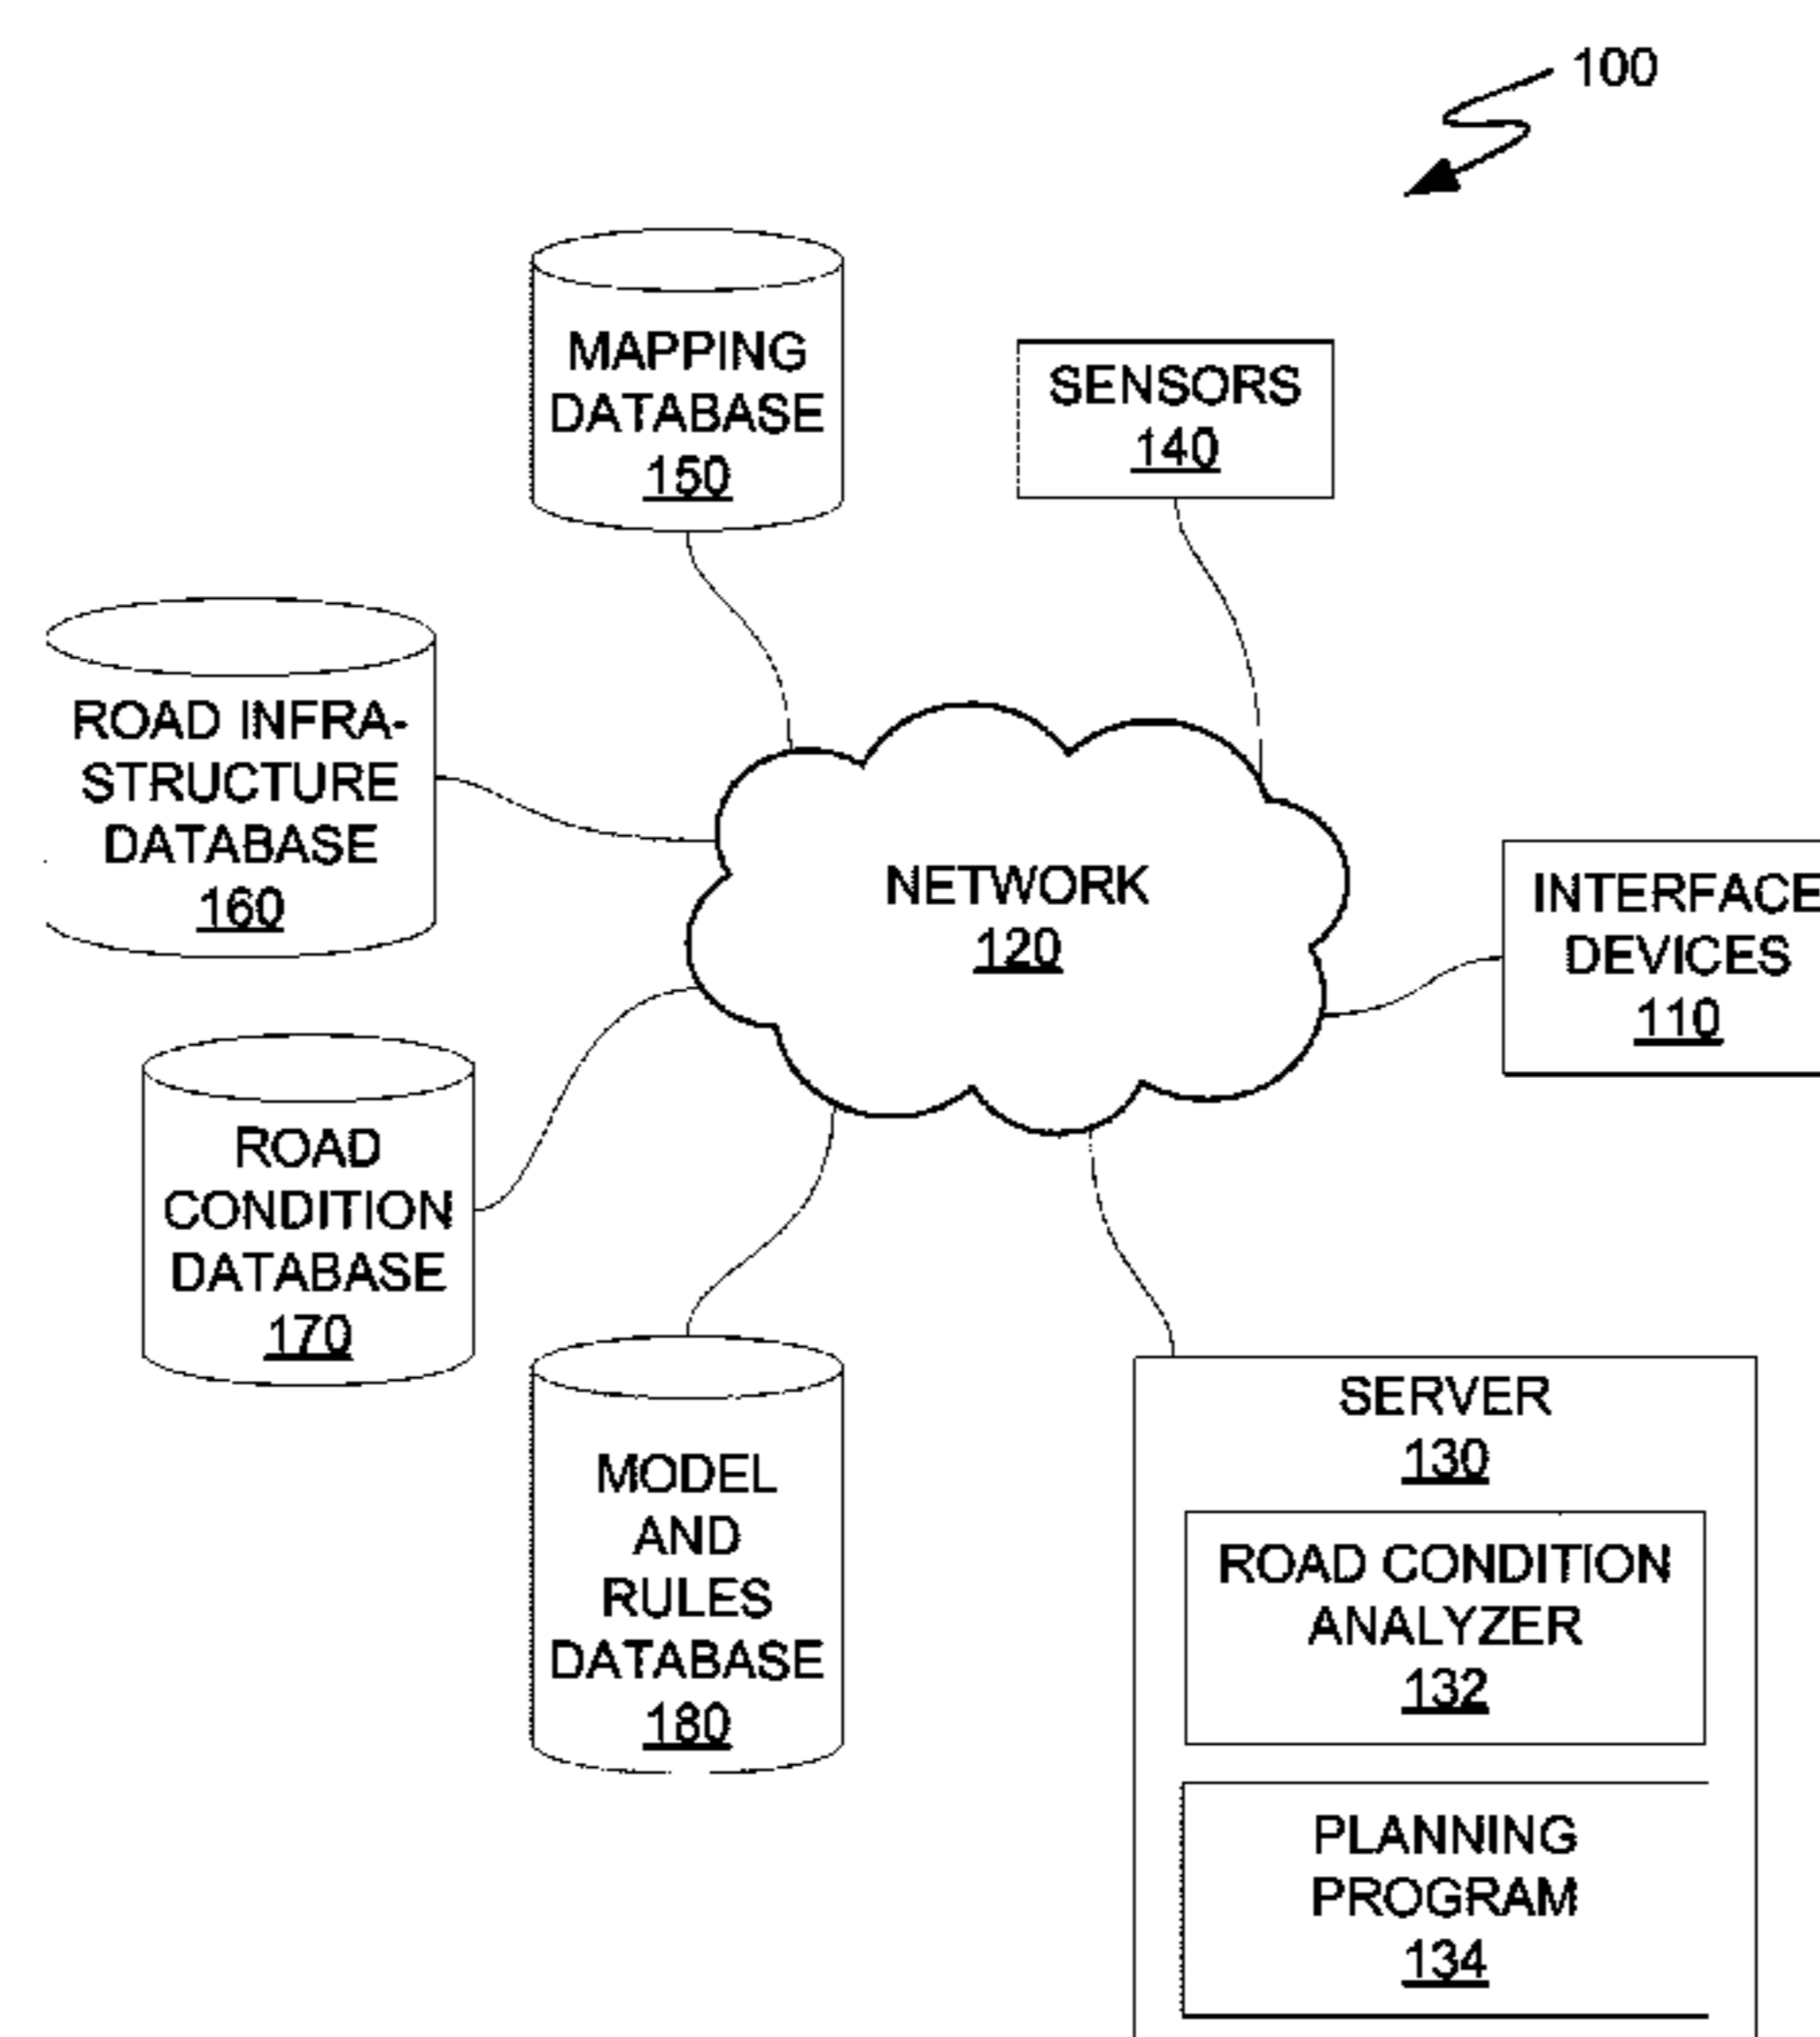 100
MAPPING
DATABASE
150
SENSORS
140
ROAD INFRA-
STRUCTURE
DATABASE
160
NETWORK
120
INTERFACE
DEVICES
110
ROAD
CONDITION
DATABASE
170
MODEL
AND
RULES
DATABASE
180
SERVER
130
ROAD CONDITION
ANALYZER
132
PLANNING
PROGRAM
134